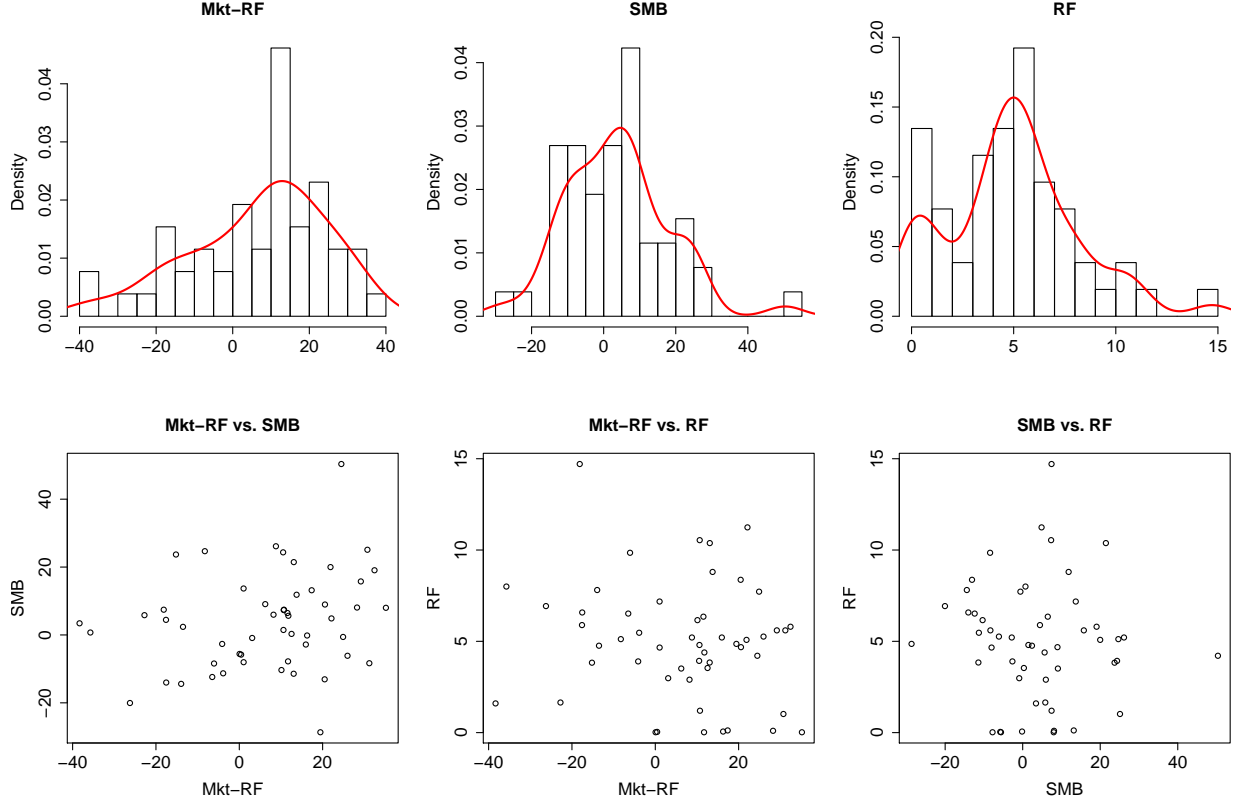 Mkt−RF
Density
0.00 0.01 0.02 0.03 0.04
−40 −20 0 20 40
SMB
Density
0.00 0.01 0.02 0.03 0.04
−20 0 20 40
RF
Density
0.00 0.05 0.10 0.15 0.20
0 5 10 15
Mkt−RF vs. SMB
SMB
−20 0 20 40
−40 −20 0 20
Mkt−RF
Mkt−RF vs. RF
RF
0 5 10 15
−40 −20 0 20
Mkt−RF
SMB vs. RF
RF
0 5 10 15
−20 0 20 40
SMB